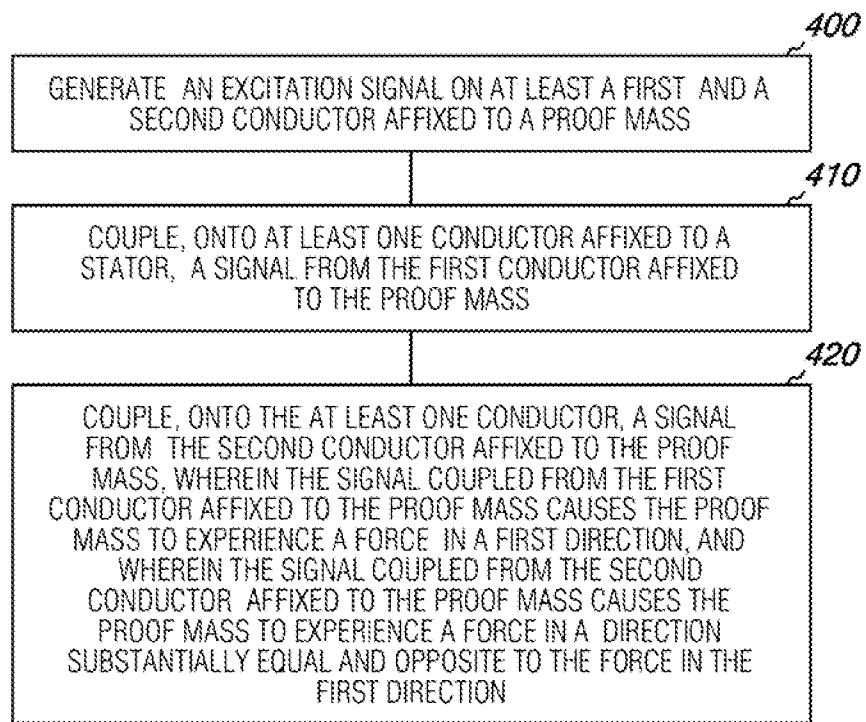 400
GENERATE AN EXCITATION SIGNAL ON AT LEAST A FIRST AND A
SECOND CONDUCTOR AFFIXED TO A PROOF MASS
410
COUPLE, ONTO AT LEAST ONE CONDUCTOR AFFIXED TO A
STATOR, A SIGNAL FROM THE FIRST CONDUCTOR AFFIXED
TO THE PROOF MASS
420
COUPLE, ONTO THE AT LEAST ONE CONDUCTOR, A SIGNAL
FROM THE SECOND CONDUCTOR AFFIXED TO THE PROOF
MASS, WHEREIN THE SIGNAL COUPLED FROM THE FIRST
CONDUCTOR AFFIXED TO THE PROOF MASS CAUSES THE PROOF
MASS TO EXPERIENCE A FORCE IN A FIRST DIRECTION, AND
WHEREIN THE SIGNAL COUPLED FROM THE SECOND
CONDUCTOR AFFIXED TO THE PROOF MASS CAUSES THE
PROOF MASS TO EXPERIENCE A FORCE IN A DIRECTION
SUBSTANTIALLY EQUAL AND OPPOSITE TO THE FORCE IN THE
FIRST DIRECTION